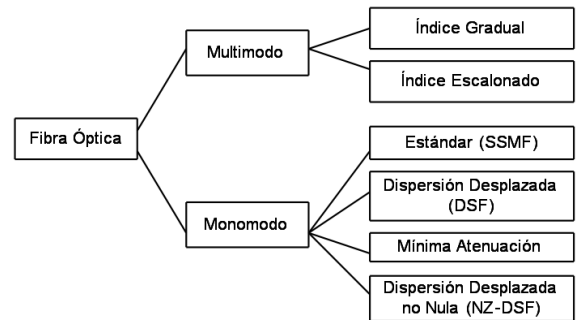 Fibra Óptica
Multimodo
Índice Gradual
Índice Escalonado
Monomodo
Estándar (SSMF)
Dispersión Desplazada
(DSF)
Mínima Atenuación
Dispersión Desplazada
no Nula (NZ-DSF)